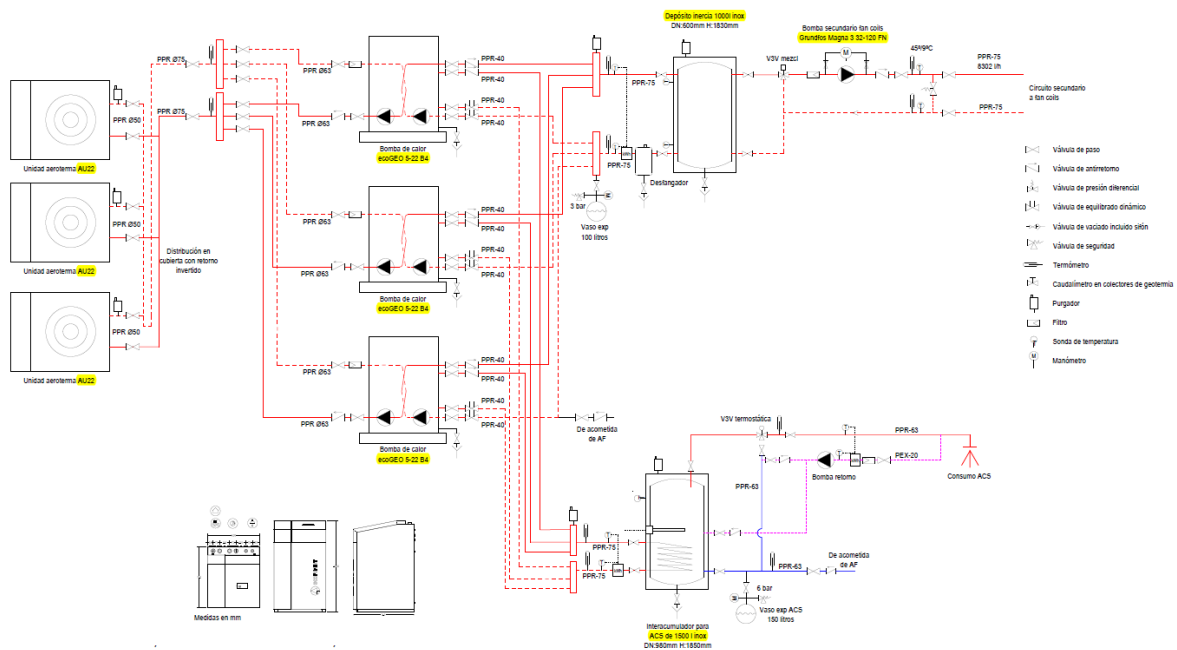 Depósito inercia 1000l inox
DN:600mm H:1830mm
Bomba secundario fan coils
Grundfos Magna 3 32-120 FN
V3V mezcl
M
45º/9ºC
PPR-75
6302 l/h
PPR-75
Circuito secundario
a fan coils
PPR Ø75
PPR Ø63
PPR-40
PPR-40
PPR-40
PPR-40
PPR-75
PPR Ø50
PPR Ø75
PPR Ø63
Bomba de calor
ecoGEO 5-22 B4
PPR-75
Desfangador
3 bar
M
Vaso exp
100 litros
Unidad aeroterma AU22
PPR Ø50
Unidad aeroterma AU22
PPR Ø50
Unidad aeroterma AU22
Distribución en
cubierta con retorno
invertido
PPR Ø63
PPR Ø63
PPR-40
PPR-40
PPR-40
PPR-40
Bomba de calor
ecoGEO 5-22 B4
PPR Ø63
PPR Ø63
PPR-40
PPR-40
PPR-40
PPR-40
Bomba de calor
ecoGEO 5-22 B4
De acometida
de AF
Válvula de paso
Válvula de antirretorno
Válvula de presión diferencial
Válvula de equilibrado dinámico
Válvula de vaciado incluido sifón
Válvula de seguridad
Termómetro
Caudalímetro en colectores de geotermia
Purgador
Filtro
Sonda de temperatura
M
Manómetro
V3V termostática
PPR-63
PEX-20
Bomba retorno
Consumo ACS
PPR-63
PPR-75
PPR-75
PPR-63
De acometida
de AF
6 bar
M
Vaso exp ACS
150 litros
Interacumulador para
ACS de 1500 l inox
DN:980mm H:1850mm
Medidas en mm